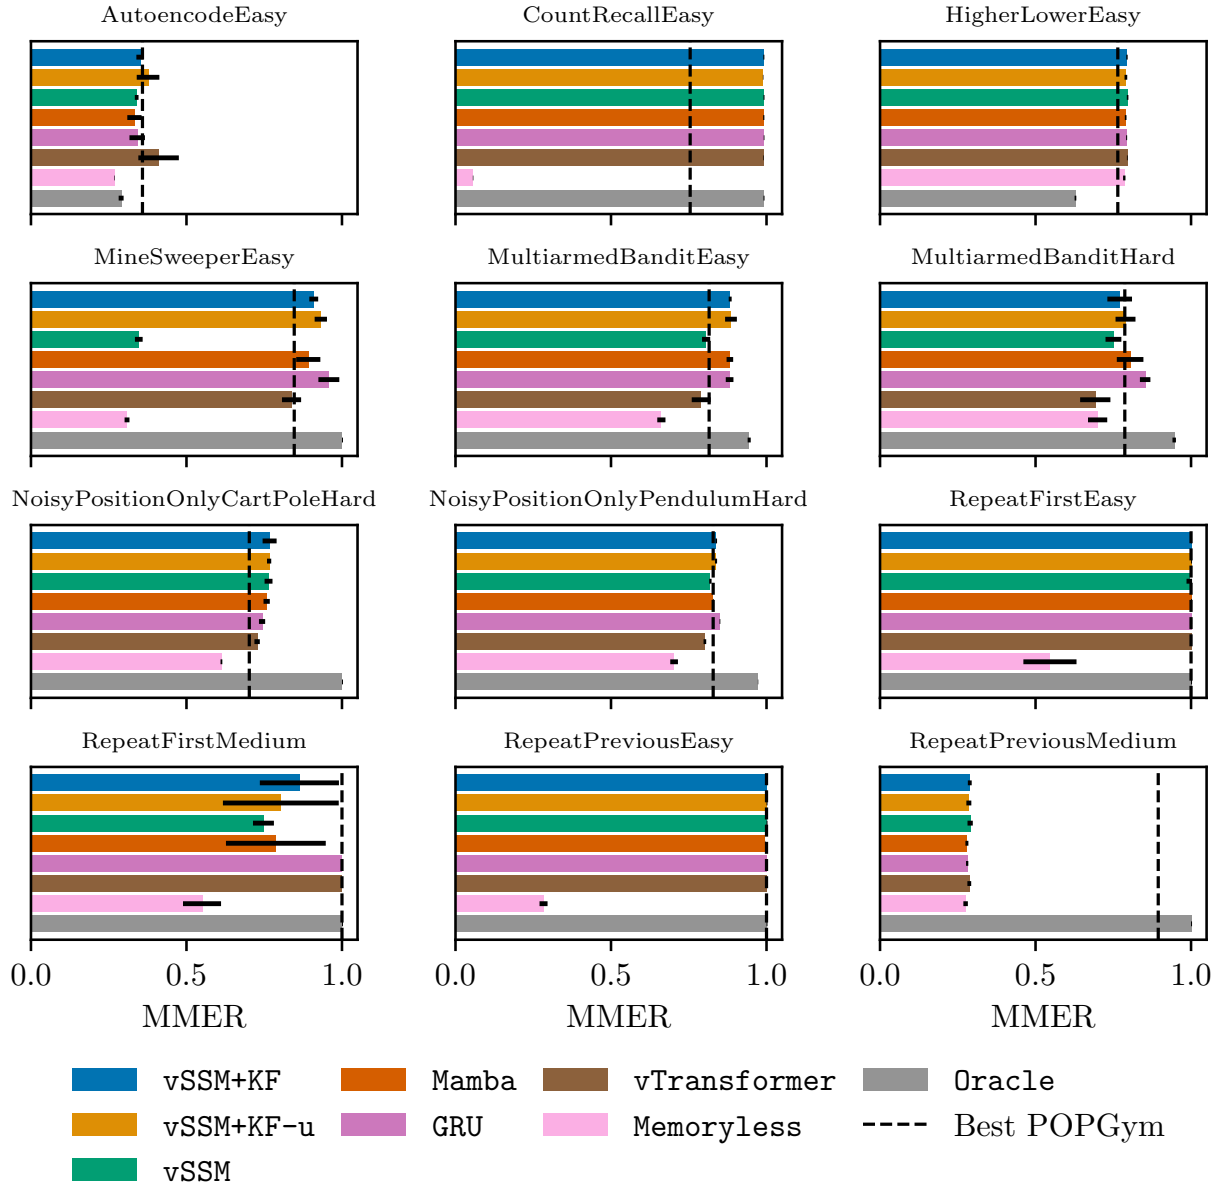 AutoencodeEasy CountRecallEasy HigherLowerEasy
MineSweeperEasy MultiarmedBanditEasy MultiarmedBanditHard
NoisyPositionOnlyCartPoleHard NoisyPositionOnlyPendulumHard RepeatFirstEasy
RepeatFirstMedium RepeatPreviousEasy RepeatPreviousMedium
0.0 0.5 1.0 0.0 0.5 1.0 0.0 0.5 1.0
MMER MMER MMER
vSSM+KF Mamba vTransformer Oracle
vSSM+KF-u GRU Memoryless Best POPGym
vSSM